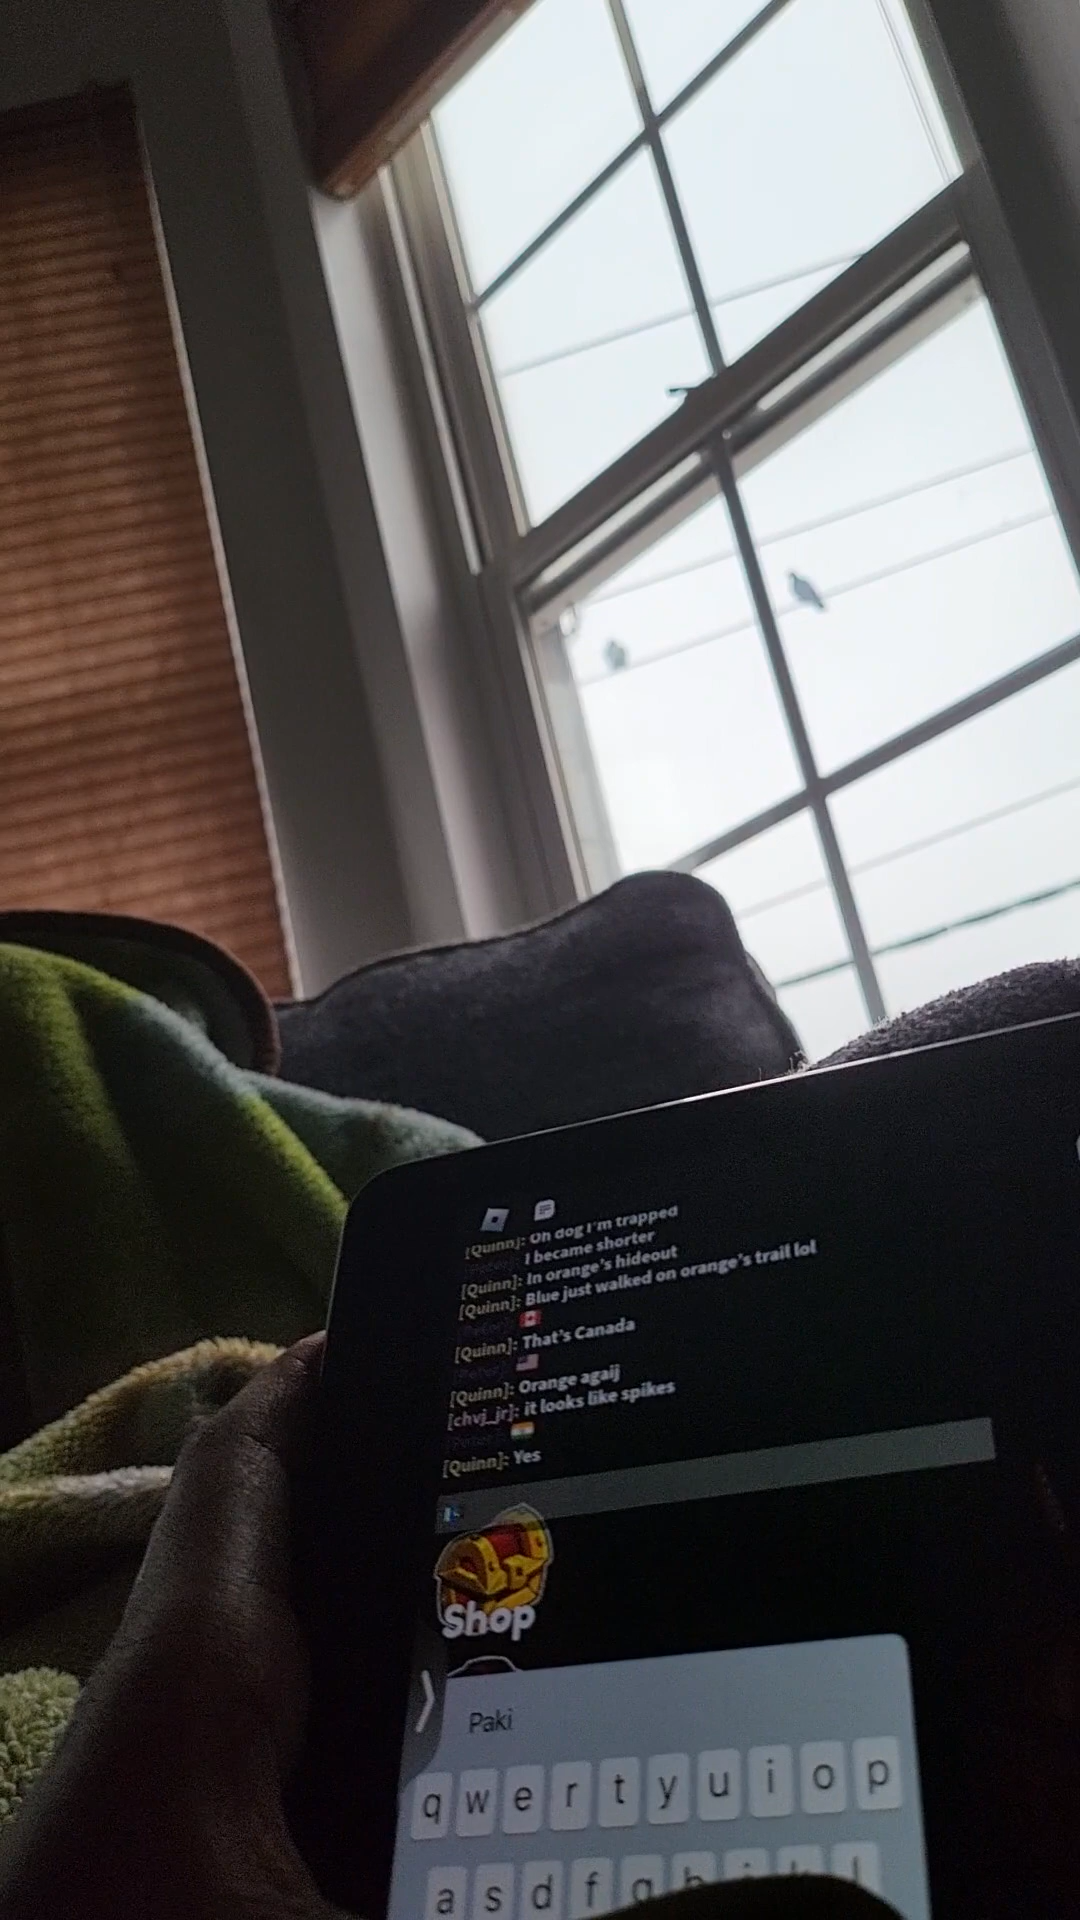 [Quinn]: Oh dog I'm trapped
I became shorter
[Quinn]: In orange's hideout
[Quinn]: Blue just walked on orange's trail lol
🇨🇦
[Quinn]: That's Canada
🇺🇸
[Quinn]: Orange agaij
[chvj_jr]: it looks like spikes
🇮🇳
[Quinn]: Yes
Shop
Paki
q w e r t y u i o p
a s d f g h j k l